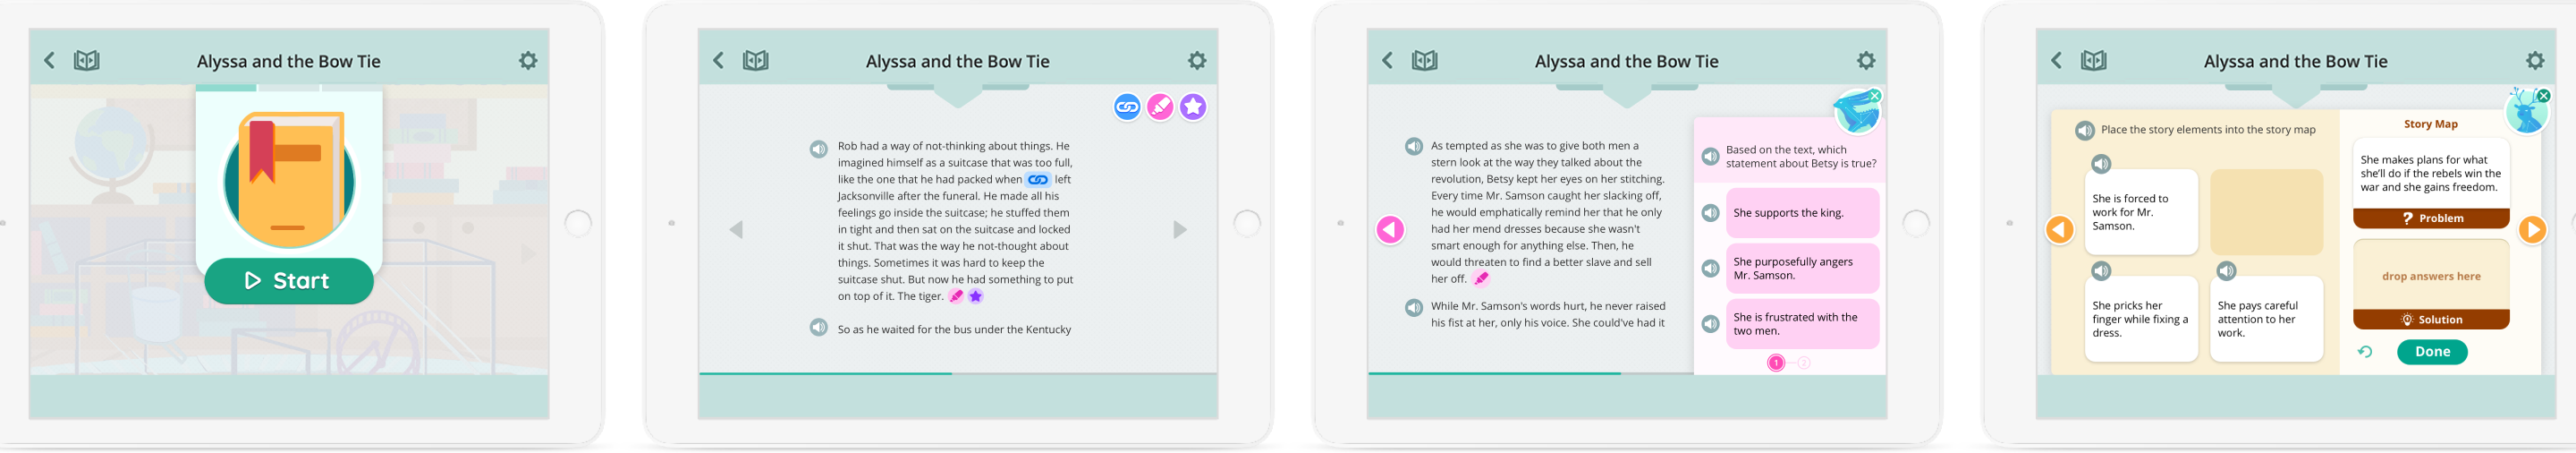 Alyssa and the Bow Tie
Start
Alyssa and the Bow Tie
Rob had a way of not-thinking about things. He
imagined himself as a suitcase that was too full,
like the one that he had packed when left
Jacksonville after the funeral. He made all his
feelings go inside the suitcase; he stuffed them
in tight and then sat on the suitcase and locked
it shut. That was the way he not-thought about
things. Sometimes it was hard to keep the
suitcase shut. But now he had something to put
on top of it. The tiger.
So as he waited for the bus under the Kentucky
Alyssa and the Bow Tie
As tempted as she was to give both men a
stern look at the way they talked about the
revolution, Betsy kept her eyes on her stitching.
Every time Mr. Samson caught her slacking off,
he would emphatically remind her that he only
had her mend dresses because she wasn't
smart enough for anything else. Then, he
would threaten to find a better slave and sell
her off.
While Mr. Samson's words hurt, he never raised
his fist at her, only his voice. She could've had it
Based on the text, which
statement about Betsy is true?
She supports the king.
She purposefully angers
Mr. Samson.
She is frustrated with the
two men.
1 2
Alyssa and the Bow Tie
Place the story elements into the story map
She is forced to
work for Mr.
Samson.
She pricks her
finger while fixing a
dress.
She pays careful
attention to her
work.
Story Map
She makes plans for what
she'll do if the rebels win the
war and she gains freedom.
? Problem
drop answers here
Solution
Done